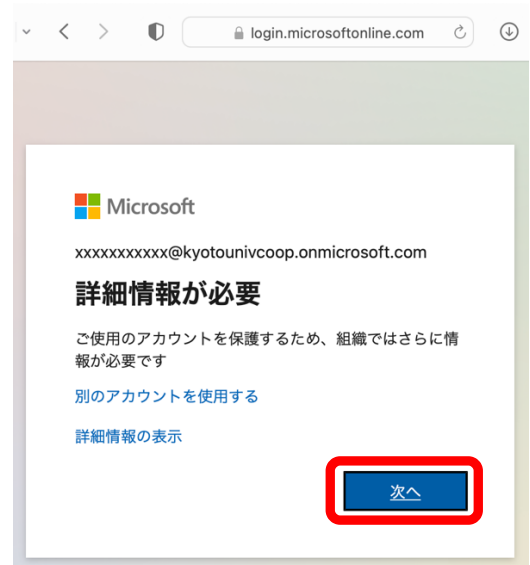 login.microsoftonline.com
Microsoft
xxxxxxxxxxx@kyotounivcoop.onmicrosoft.com
詳細情報が必要
ご使用のアカウントを保護するため、組織ではさらに情
報が必要です
別のアカウントを使用する
詳細情報の表示
次へ